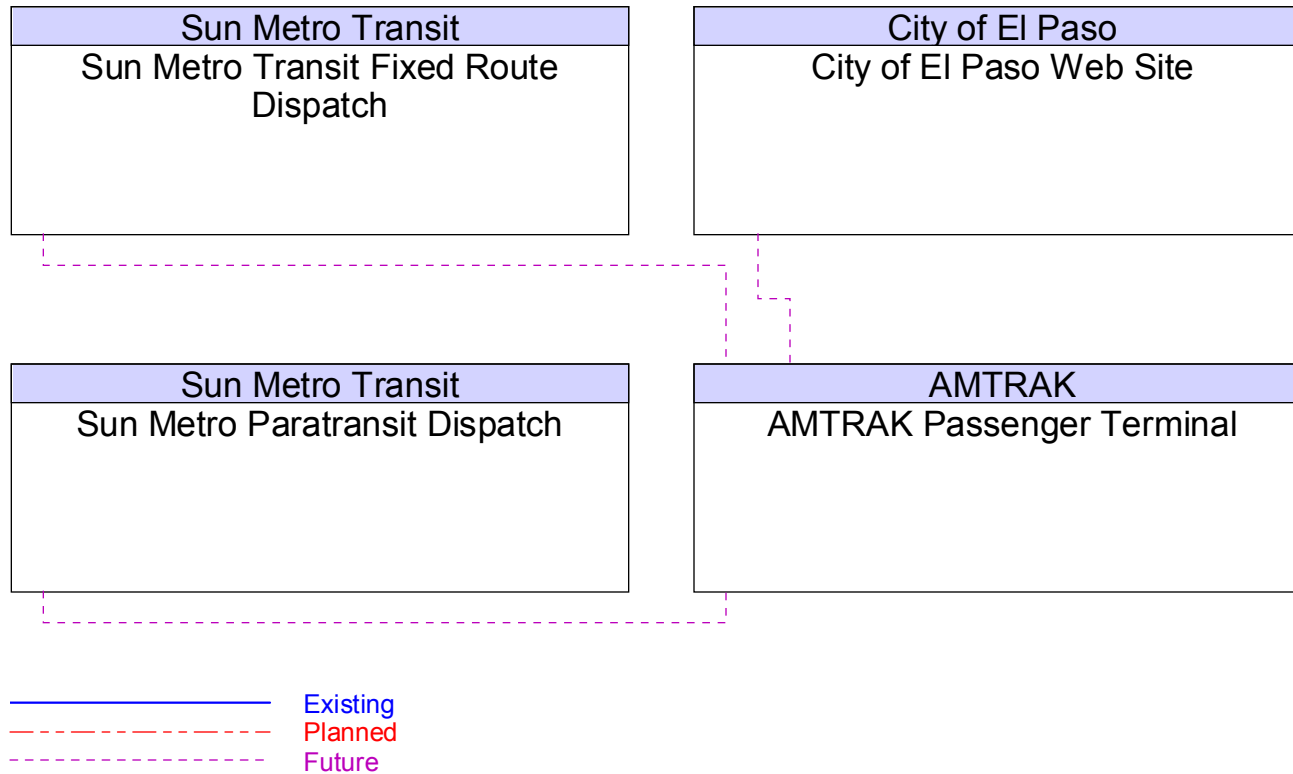 Sun Metro Transit
Sun Metro Transit Fixed Route
Dispatch
City of El Paso
City of El Paso Web Site
Sun Metro Transit
Sun Metro Paratransit Dispatch
AMTRAK
AMTRAK Passenger Terminal
Existing
Planned
Future